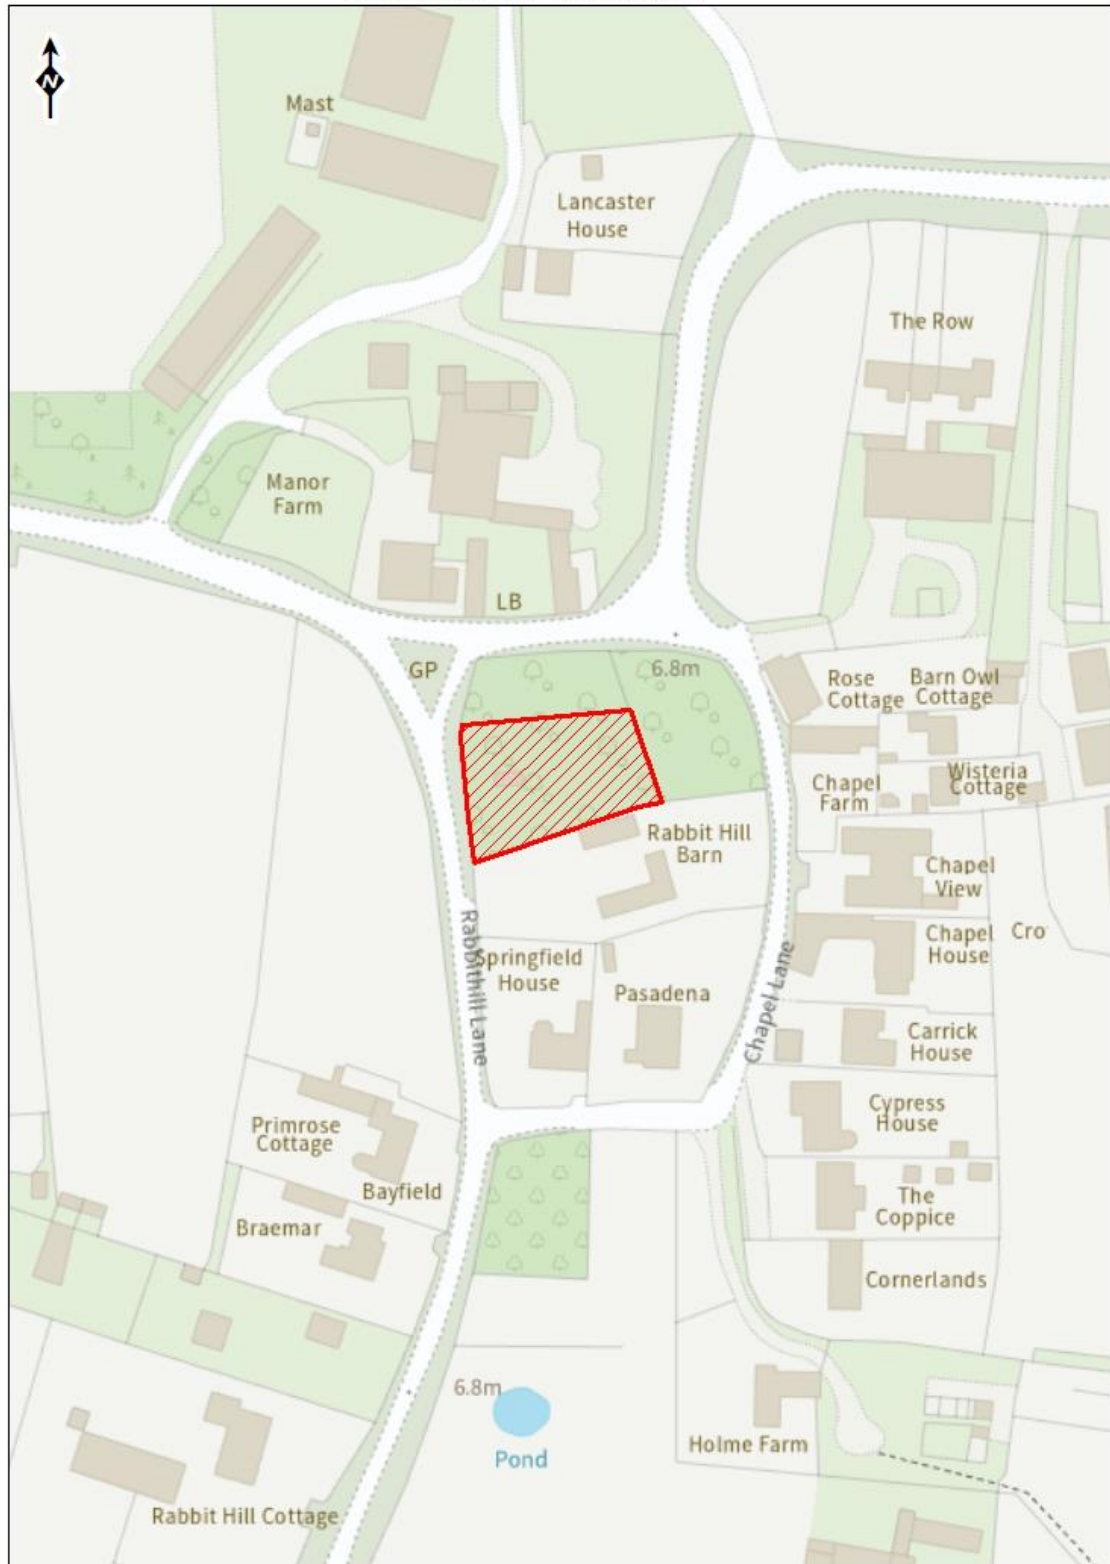 N
Mast
Lancaster
House
The Row
Manor
Farm
LB
GP
6.8m
Rose
Cottage
Barn Owl
Cottage
Wisteria
Cottage
Chapel
Farm
Rabbit Hill
Barn
Chapel
View
Rabbithill Lane
Chapel
House
Cro
Springfield
House
Pasadena
Chapel Lane
Carrick
House
Cypress
House
Primrose
Cottage
Bayfield
The
Coppice
Braemar
Cornerlands
6.8m
Pond
Holme Farm
Rabbit Hill Cottage